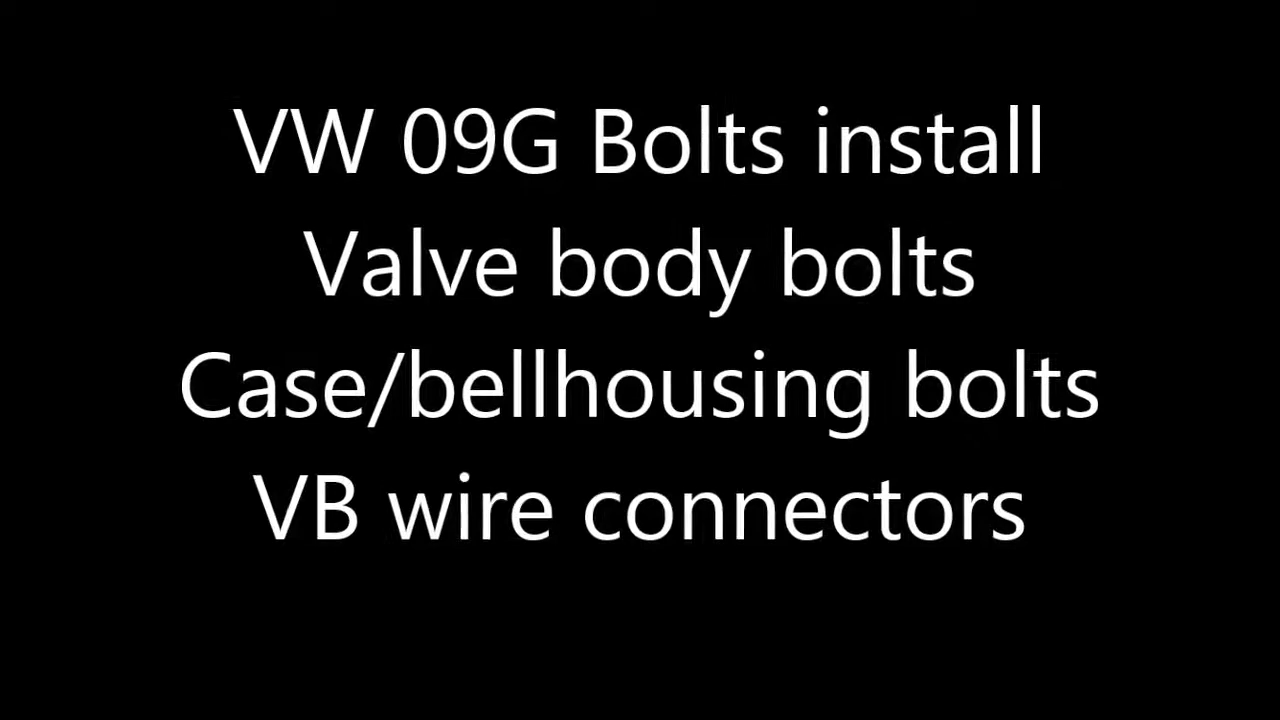 VW 09G Bolts install
Valve body bolts
Case/bellhousing bolts
VB wire connectors